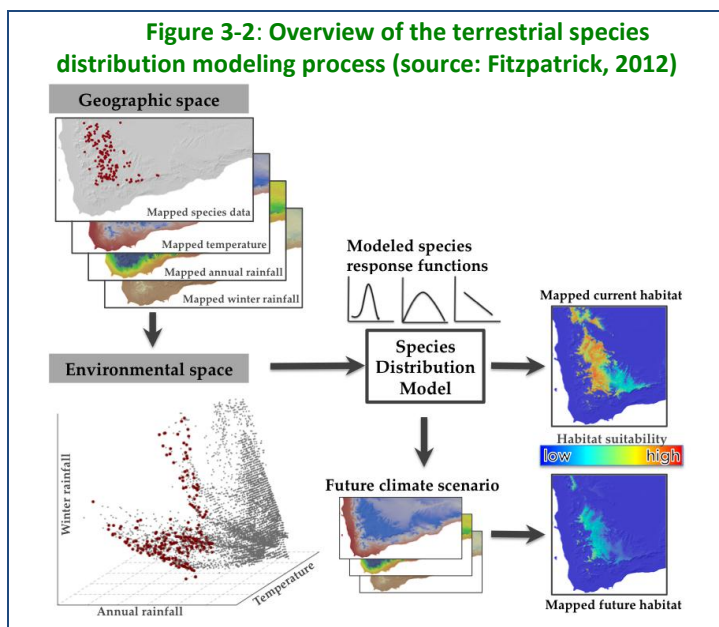 Figure 3-2: Overview of the terrestrial species
distribution modeling process (source: Fitzpatrick, 2012)
Geographic space
Mapped species data
Mapped temperature
Mapped annual rainfall
Mapped winter rainfall
Environmental space
Winter rainfall
Annual rainfall
Temperature
Modeled species
response functions
Species
Distribution
Model
Future climate scenario
Mapped current habitat
Habitat suitability
low high
Mapped future habitat